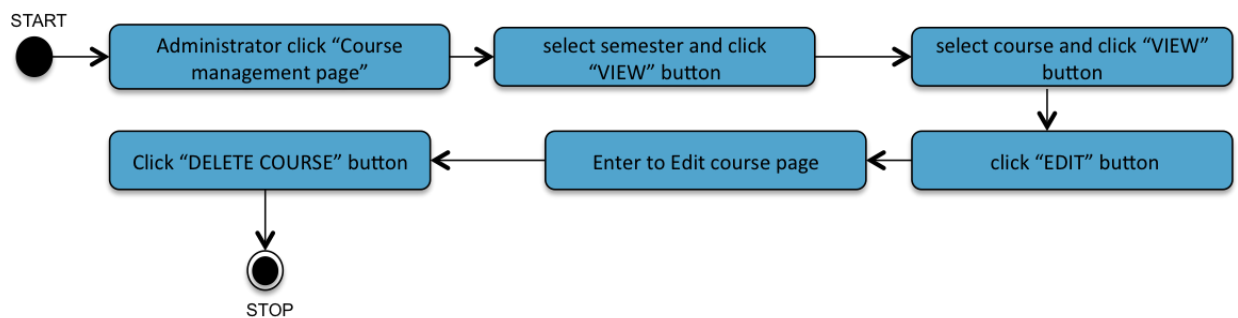 START
Administrator click “Course
management page”
select semester and click
“VIEW” button
select course and click “VIEW”
button
click “EDIT” button
Enter to Edit course page
Click “DELETE COURSE” button
STOP